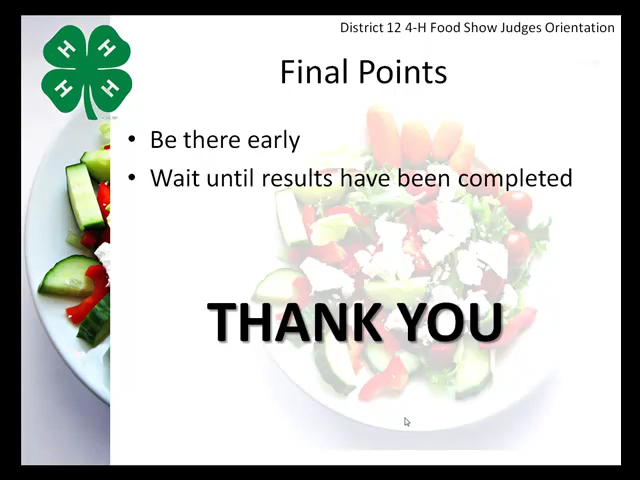 District 12 4-H Food Show Judges Orientation
H H
H H
Final Points
• Be there early
• Wait until results have been completed
THANK YOU